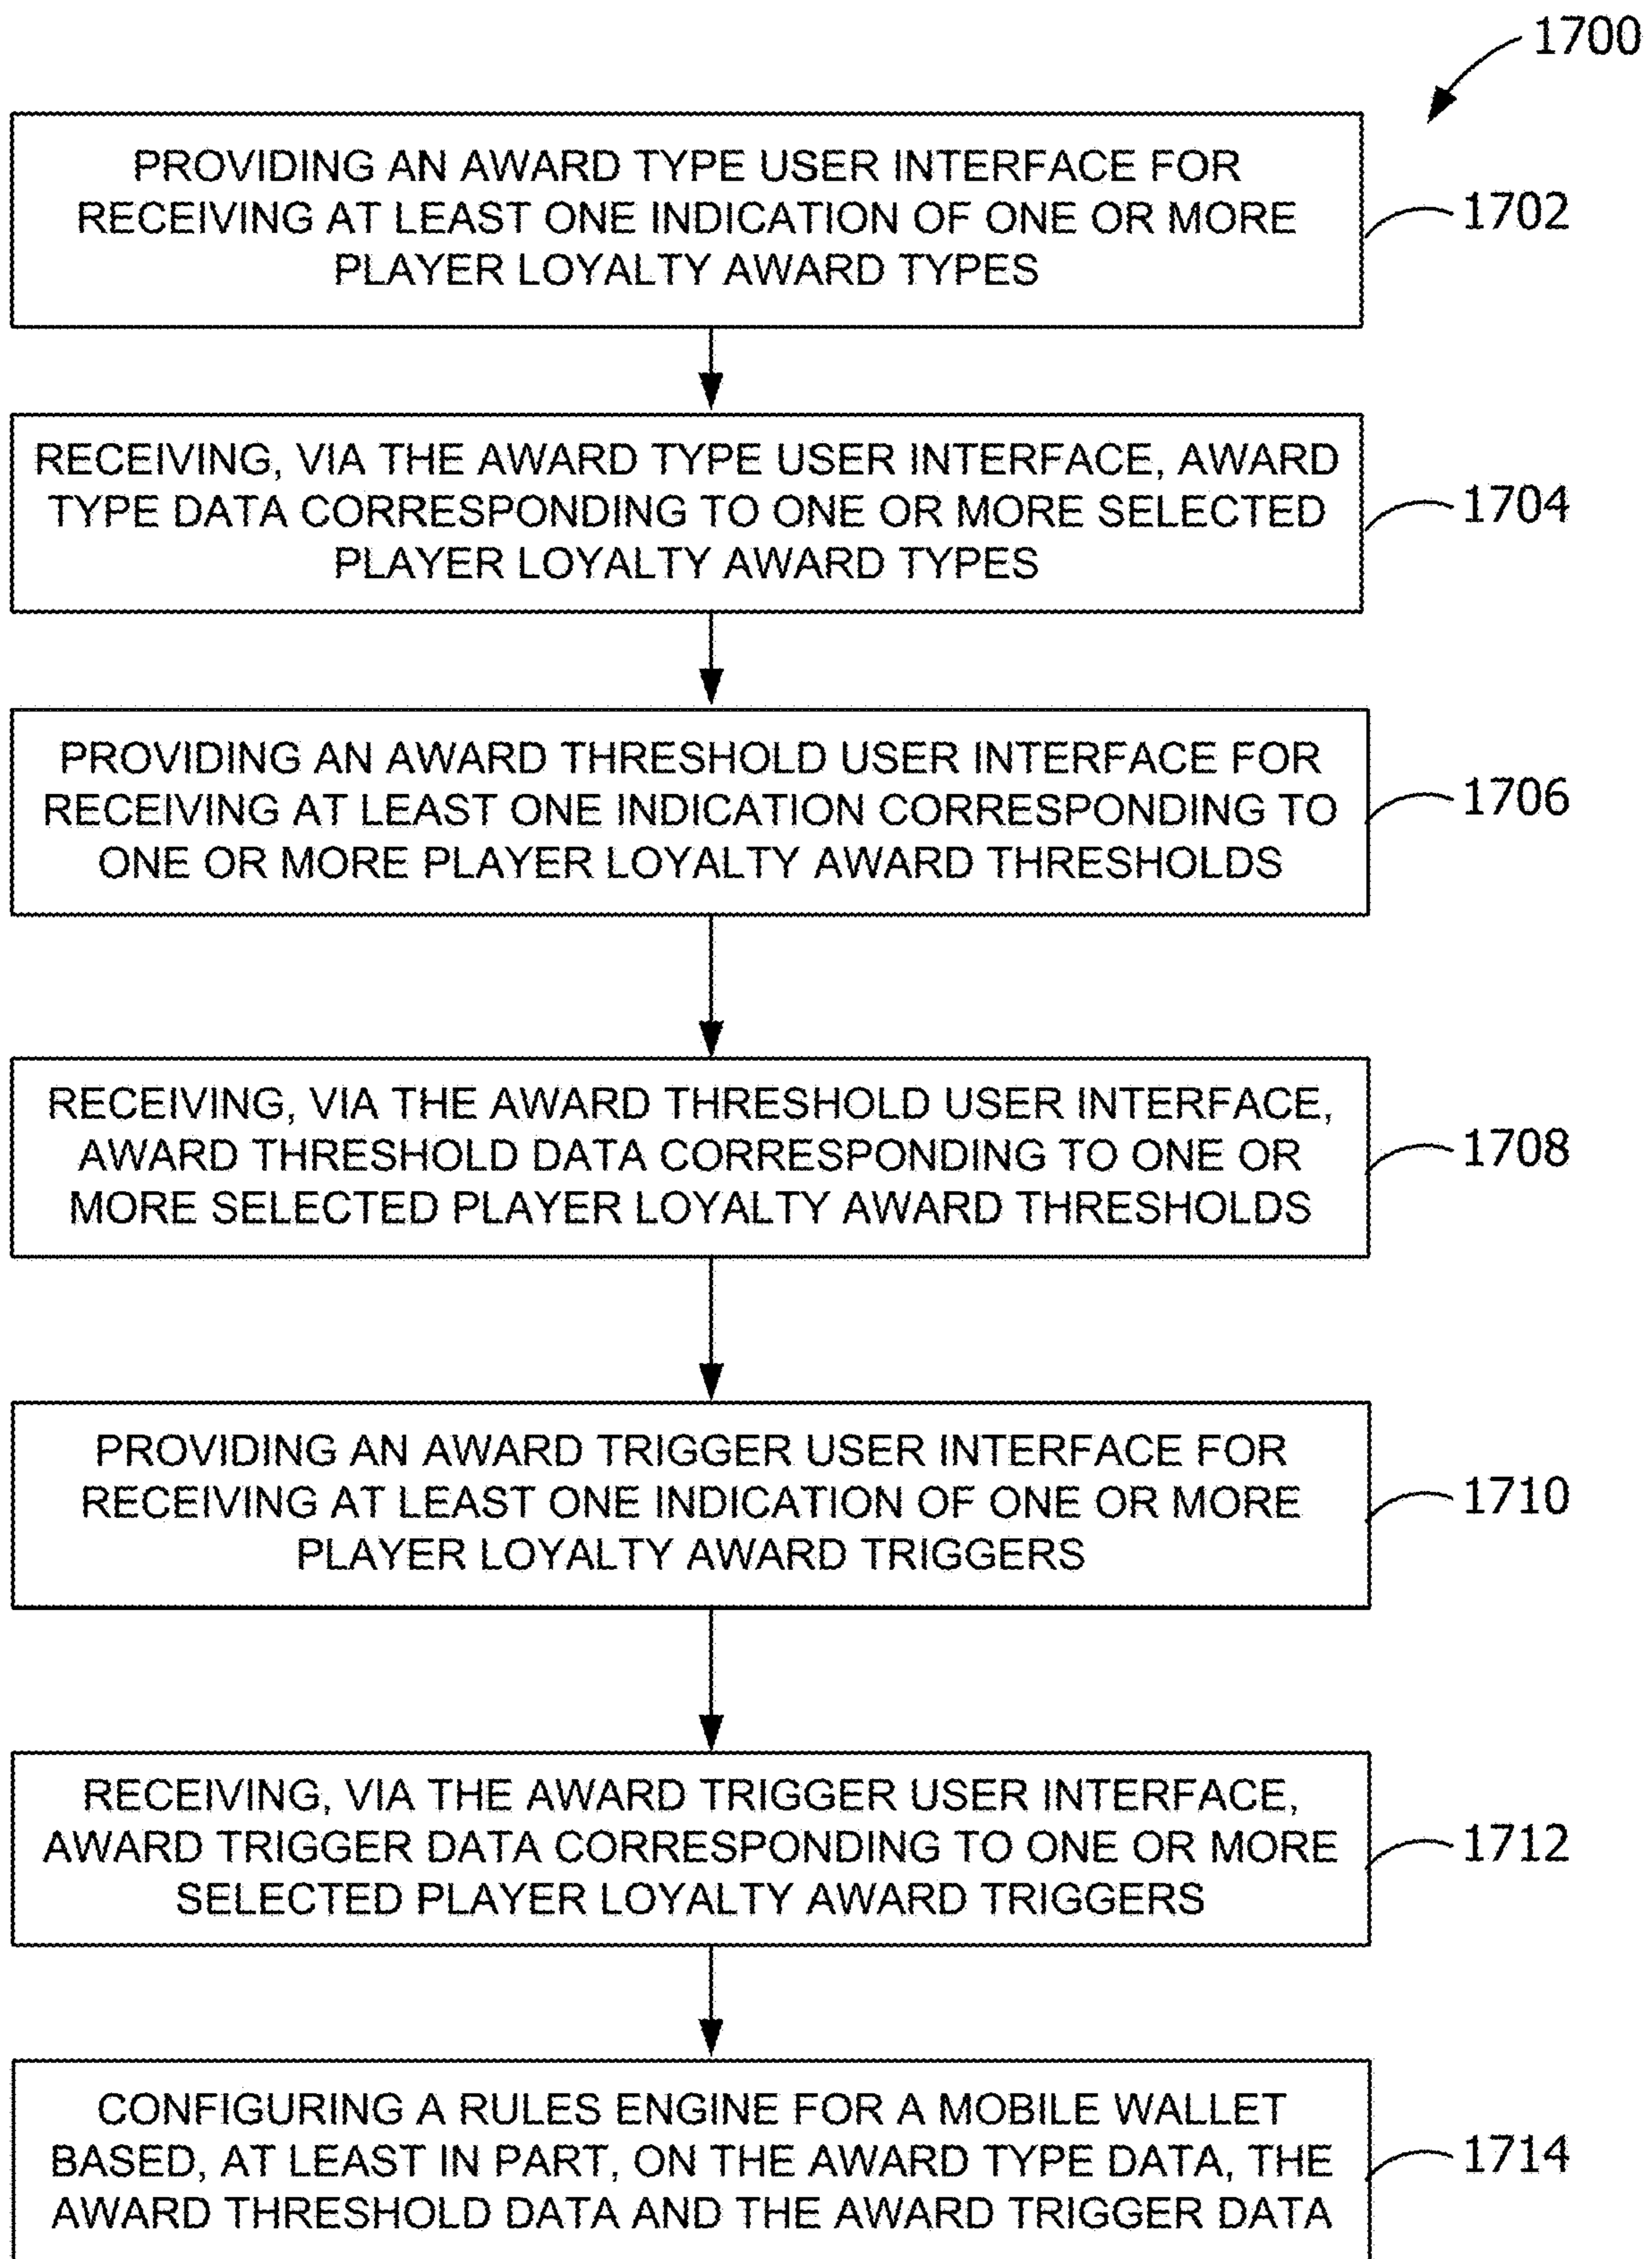 1700
PROVIDING AN AWARD TYPE USER INTERFACE FOR
RECEIVING AT LEAST ONE INDICATION OF ONE OR MORE
PLAYER LOYALTY AWARD TYPES
1702
RECEIVING, VIA THE AWARD TYPE USER INTERFACE, AWARD
TYPE DATA CORRESPONDING TO ONE OR MORE SELECTED
PLAYER LOYALTY AWARD TYPES
1704
PROVIDING AN AWARD THRESHOLD USER INTERFACE FOR
RECEIVING AT LEAST ONE INDICATION CORRESPONDING TO
ONE OR MORE PLAYER LOYALTY AWARD THRESHOLDS
1706
RECEIVING, VIA THE AWARD THRESHOLD USER INTERFACE,
AWARD THRESHOLD DATA CORRESPONDING TO ONE OR
MORE SELECTED PLAYER LOYALTY AWARD THRESHOLDS
1708
PROVIDING AN AWARD TRIGGER USER INTERFACE FOR
RECEIVING AT LEAST ONE INDICATION OF ONE OR MORE
PLAYER LOYALTY AWARD TRIGGERS
1710
RECEIVING, VIA THE AWARD TRIGGER USER INTERFACE,
AWARD TRIGGER DATA CORRESPONDING TO ONE OR MORE
SELECTED PLAYER LOYALTY AWARD TRIGGERS
1712
CONFIGURING A RULES ENGINE FOR A MOBILE WALLET
BASED, AT LEAST IN PART, ON THE AWARD TYPE DATA, THE
AWARD THRESHOLD DATA AND THE AWARD TRIGGER DATA
1714